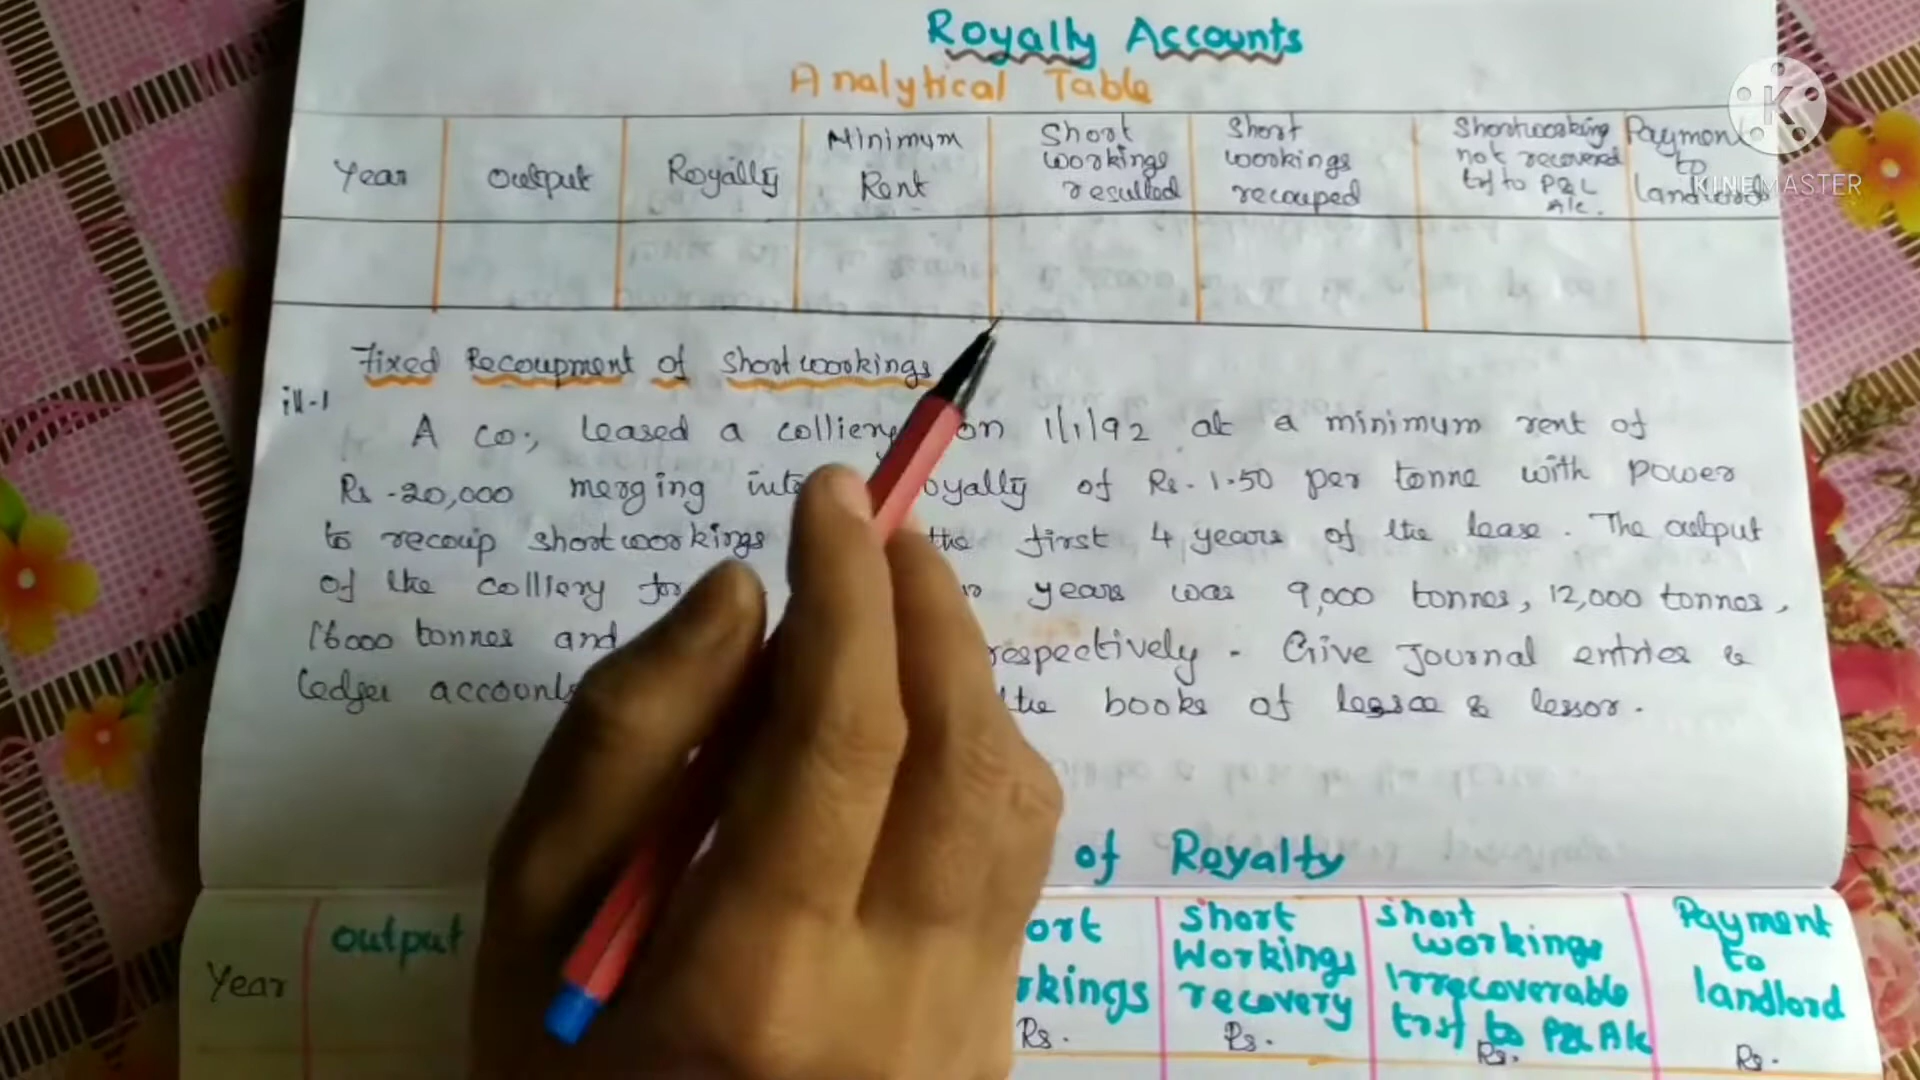 Royalty Accounts
Analytical Table
Year
Output
Royalty
Minimum Rent
Short workings resulted
Short workings recouped
Shortworking not recovered trf to P&L A/c.
Payment to landlord
KINEMASTER
Fixed Recoupment of Shortworkings
ill-1
A co., leased a colliery on 1/1/92 at a minimum rent of
Rs.20,000 merging royalty of Rs.1.50 per tonne with power
to recoup shortworkings the first 4 years of the lease. The output
of the colliery years was 9,000 tonnes, 12,000 tonnes,
16000 tonnes and respectively. Give Journal entries &
Ledger accounts the books of lessee & lessor.
of Royalty
Year
output
Rs.
Short Workings recovery Rs.
short workings Irrecoverable trsf to P&L A/c Rs.
Payment to landlord Rs.